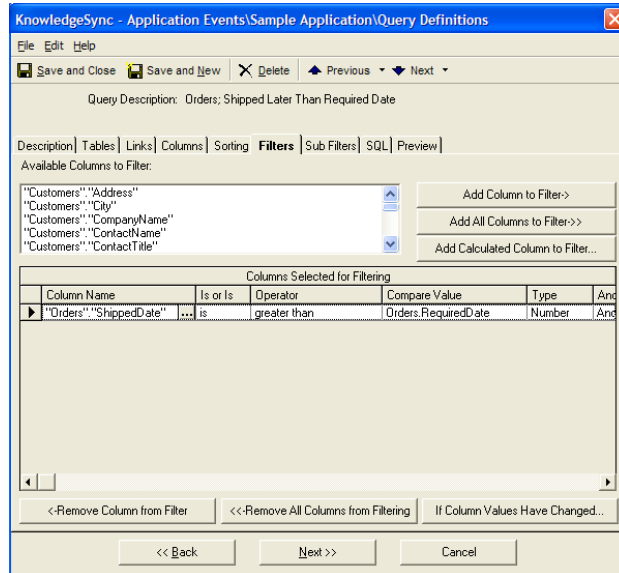 KnowledgeSync - Application Events\Sample Application\Query Definitions
File Edit Help
Save and Close Save and New Delete Previous Next
Query Description: Orders; Shipped Later Than Required Date
Description Tables Links Columns Sorting Filters Sub Filters SQL Preview
Available Columns to Filter:
"Customers"."Address"
"Customers"."City"
"Customers"."CompanyName"
"Customers"."ContactName"
"Customers"."ContactTitle"
Add Column to Filter->
Add All Columns to Filter->>
Add Calculated Column to Filter...
Columns Selected for Filtering
Column Name Is or Is Operator Compare Value Type And
"Orders"."ShippedDate" ... is greater than Orders.RequiredDate Number And
<-Remove Column from Filter <<-Remove All Columns from Filtering If Column Values Have Changed...
<< Back Next >> Cancel